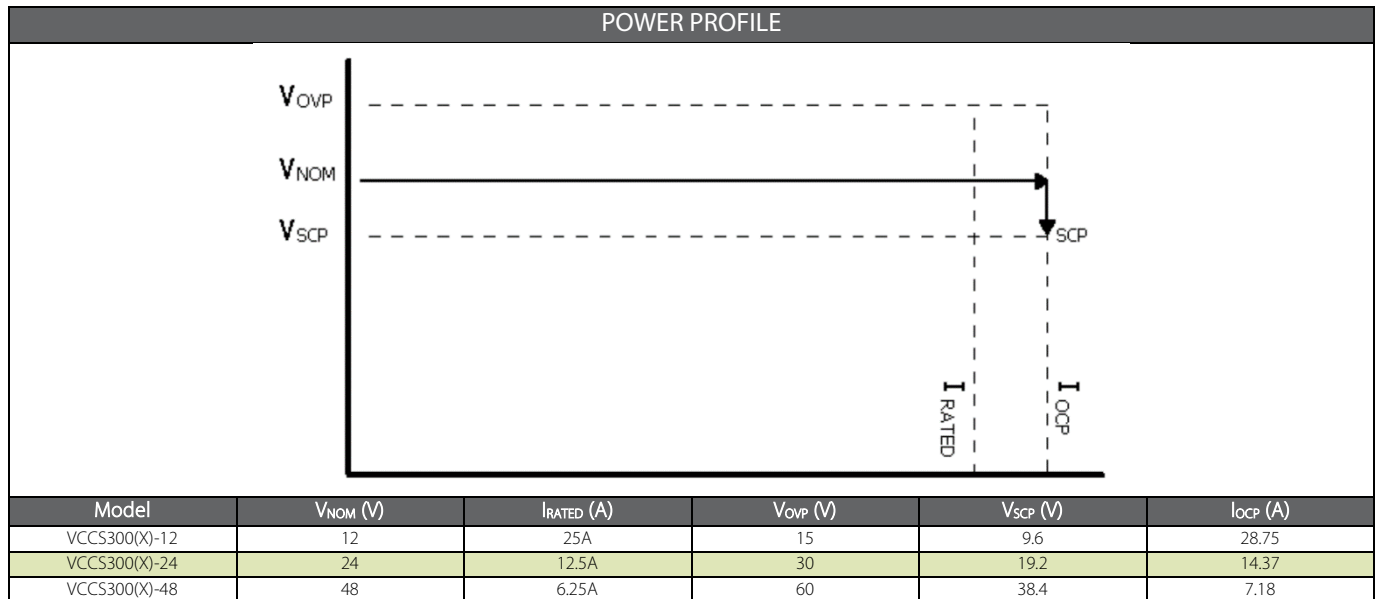 POWER PROFILE
VOVP
VNOM
VSCP
SCP
I RATED
I OCP
Model VNOM (V) IRATED (A) VOVP (V) VSCP (V) IOCP (A)
VCCS300(X)-12 12 25A 15 9.6 28.75
VCCS300(X)-24 24 12.5A 30 19.2 14.37
VCCS300(X)-48 48 6.25A 60 38.4 7.18